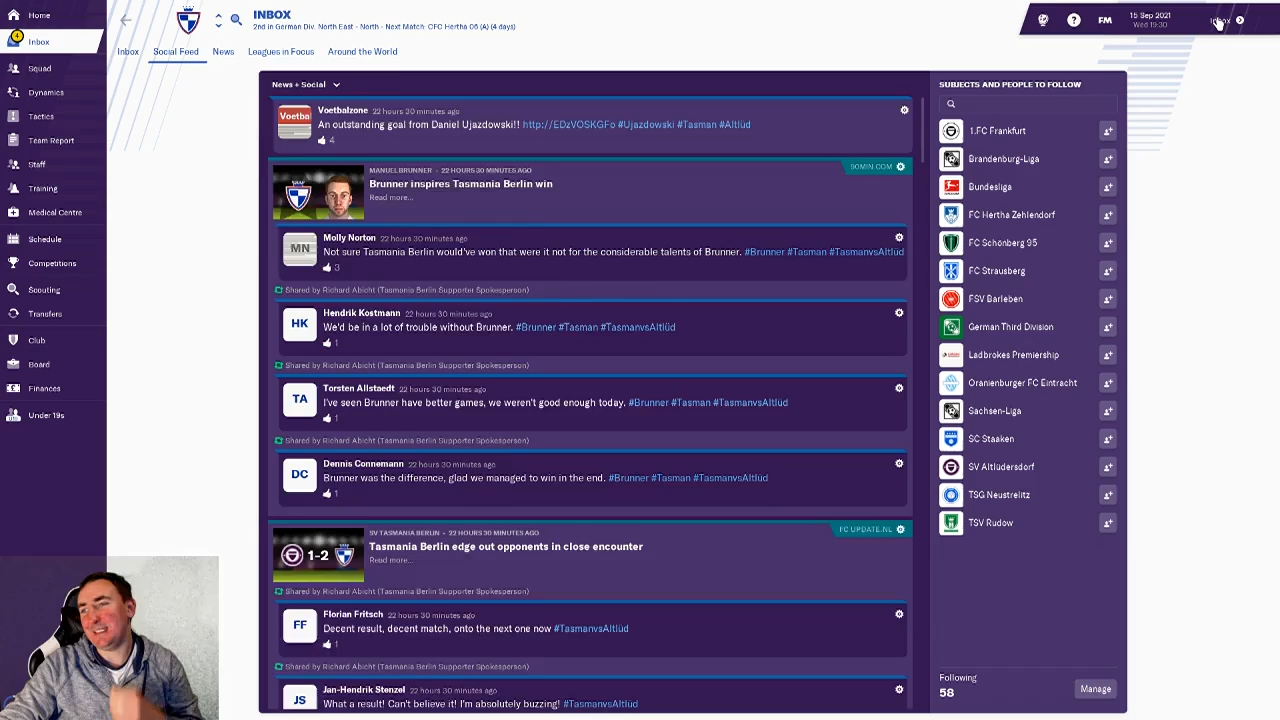 Home
4
Inbox
Squad
Dynamics
Tactics
Team Report
Staff
Training
Medical Centre
Schedule
Competitions
Scouting
Transfers
Club
Board
Finances
Under 19s
INBOX
2nd in German Div. North East - North - Next Match: CFC Hertha 06 (A) (4 days)
?
FM
15 Sep 2021
Wed 19:30
Inbox
Inbox
Social Feed
News
Leagues in Focus
Around the World
News + Social
Voetba
Voetbalzone 22 hours 30 minutes ago
An outstanding goal from Daniel Ujazdowski!! http://EDzVOSKGFo #Ujazdowski #Tasman #Altlüd
4
MANUEL BRUNNER - 22 HOURS 30 MINUTES AGO
90MIN.COM
Brunner inspires Tasmania Berlin win
Read more...
MN
Molly Norton 22 hours 30 minutes ago
Not sure Tasmania Berlin would've won that were it not for the considerable talents of Brunner. #Brunner #Tasman #TasmanvsAltlüd
3
Shared by Richard Abicht (Tasmania Berlin Supporter Spokesperson)
HK
Hendrik Kostmann 22 hours 30 minutes ago
We'd be in a lot of trouble without Brunner. #Brunner #Tasman #TasmanvsAltlüd
1
Shared by Richard Abicht (Tasmania Berlin Supporter Spokesperson)
TA
Torsten Allstaedt 22 hours 30 minutes ago
I've seen Brunner have better games, we weren't good enough today. #Brunner #Tasman #TasmanvsAltlüd
1
Shared by Richard Abicht (Tasmania Berlin Supporter Spokesperson)
DC
Dennis Connemann 22 hours 30 minutes ago
Brunner was the difference, glad we managed to win in the end. #Brunner #Tasman #TasmanvsAltlüd
1
SV TASMANIA BERLIN - 22 HOURS 30 MINUTES AGO
FC UPDATE.NL
1-2
Tasmania Berlin edge out opponents in close encounter
Read more...
Shared by Richard Abicht (Tasmania Berlin Supporter Spokesperson)
FF
Florian Fritsch 22 hours 30 minutes ago
Decent result, decent match, onto the next one now #TasmanvsAltlüd
1
Shared by Richard Abicht (Tasmania Berlin Supporter Spokesperson)
JS
Jan-Hendrik Stenzel 22 hours 30 minutes ago
What a result! Can't believe it! I'm absolutely buzzing! #TasmanvsAltlüd
SUBJECTS AND PEOPLE TO FOLLOW
1.FC Frankfurt
Brandenburg-Liga
Bundesliga
FC Hertha Zehlendorf
FC Schönberg 95
FC Strausberg
FSV Barleben
German Third Division
Ladbrokes Premiership
Oranienburger FC Eintracht
Sachsen-Liga
SC Staaken
SV Altlüdersdorf
TSG Neustrelitz
TSV Rudow
Following
58
Manage